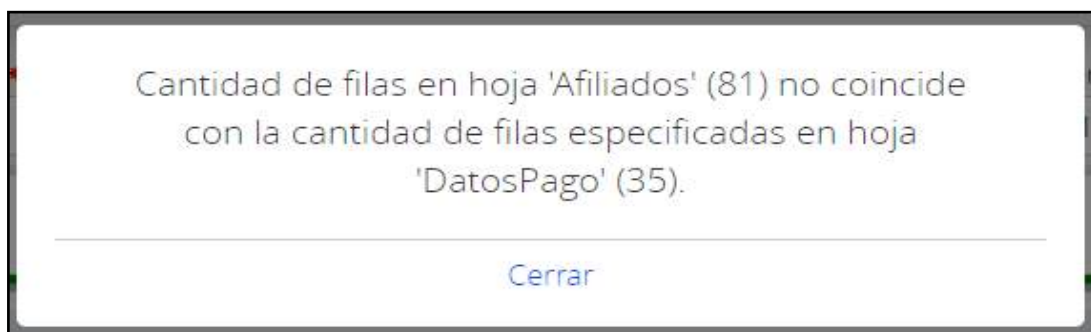 Cantidad de filas en hoja 'Afiliados' (81) no coincide
con la cantidad de filas especificadas en hoja
'DatosPago' (35).
Cerrar